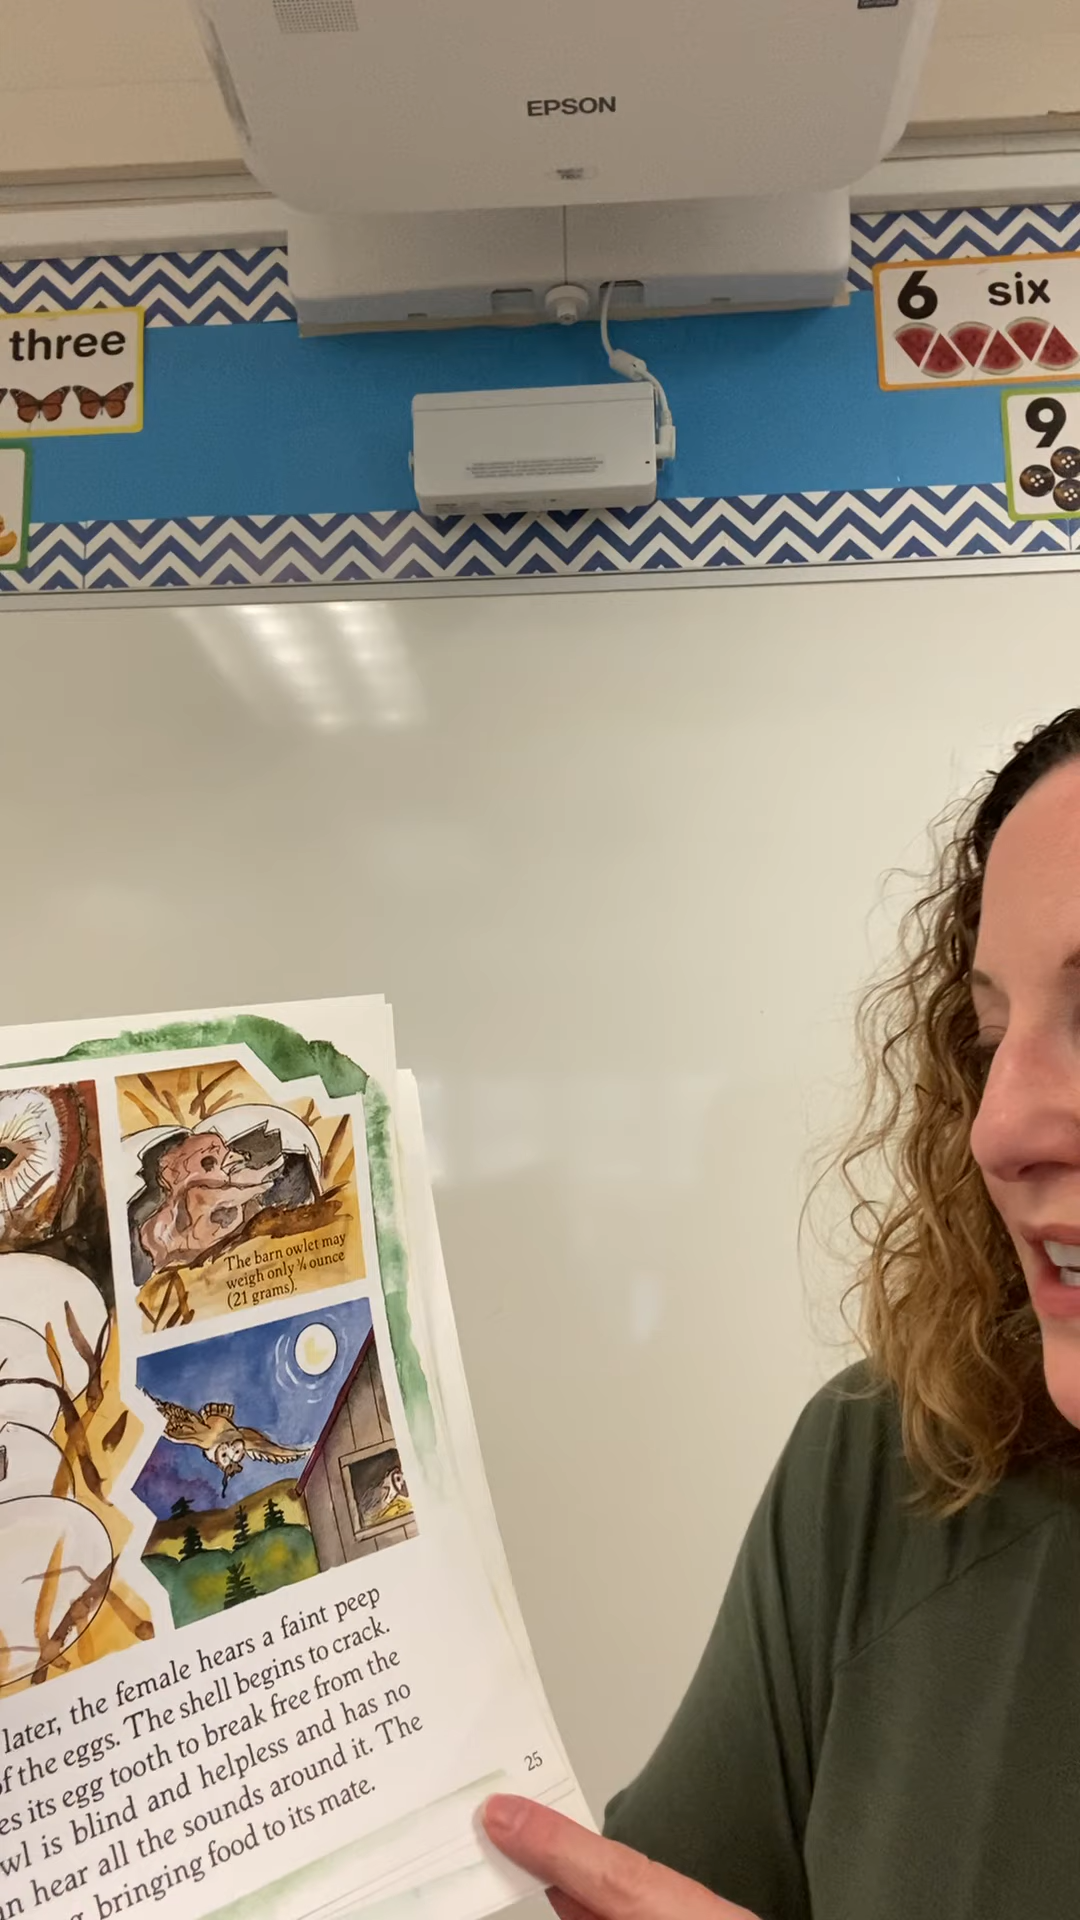 EPSON
three
6 six
9
The barn owlet may
weigh only ¾ ounce
(21 grams).
later, the female hears a faint peep
of the eggs. The shell begins to crack.
its egg tooth to break free from the
is blind and helpless and has no
hear all the sounds around it. The
bringing food to its mate.
25